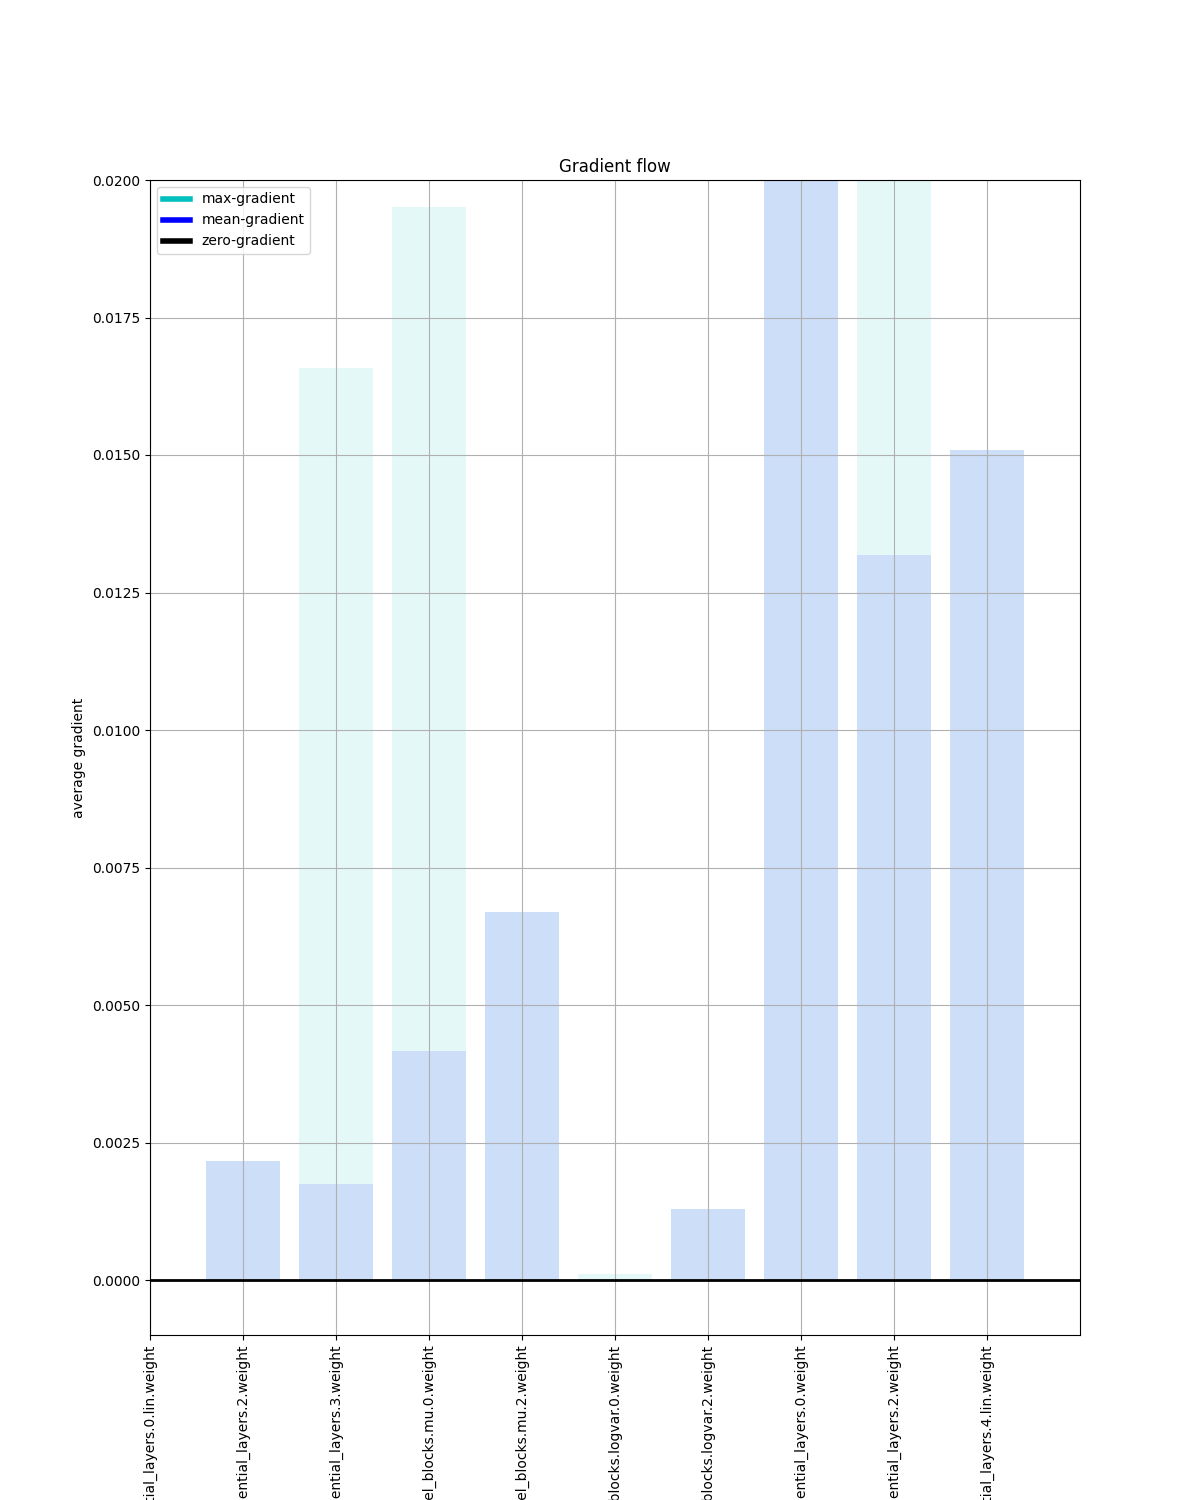 Gradient flow
max-gradient
mean-gradient
zero-gradient
0.0200
0.0175
0.0150
0.0125
0.0100
0.0075
0.0050
0.0025
0.0000
average gradient
tial_layers.0.lin.weight
ential_layers.2.weight
ential_layers.3.weight
el_blocks.mu.0.weight
el_blocks.mu.2.weight
blocks.logvar.0.weight
blocks.logvar.2.weight
ential_layers.0.weight
ential_layers.2.weight
tial_layers.4.lin.weight